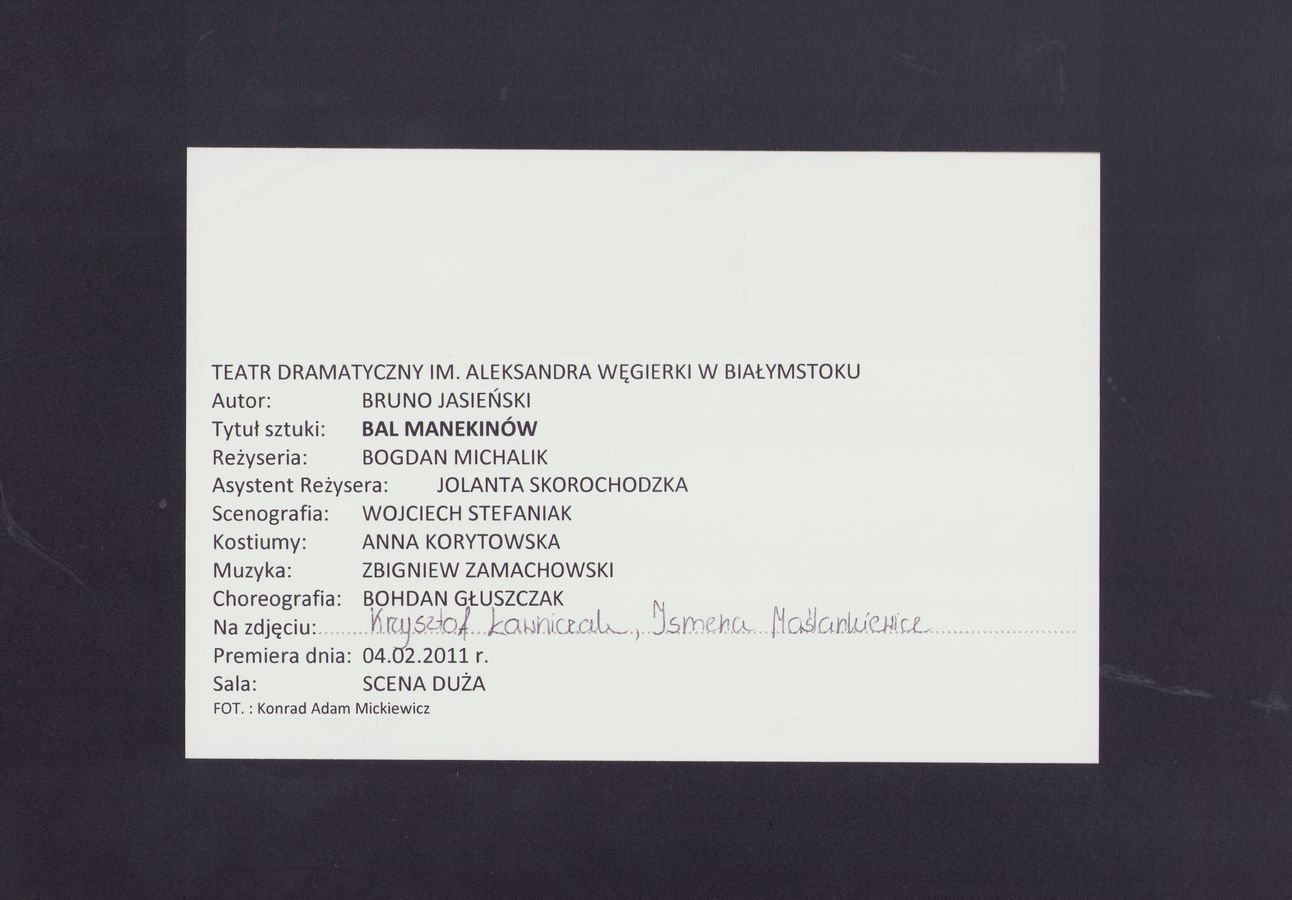 TEATR DRAMATYCZNY IM. ALEKSANDRA WĘGIERKI W BIAŁYMSTOKU
Autor: BRUNO JASIEŃSKI
Tytuł sztuki: BAL MANEKINÓW
Reżyseria: BOGDAN MICHALIK
Asystent Reżysera: JOLANTA SKOROCHODZKA
Scenografia: WOJCIECH STEFANIAK
Kostiumy: ANNA KORYTOWSKA
Muzyka: ZBIGNIEW ZAMACHOWSKI
Choreografia: BOHDAN GŁUSZCZAK
Na zdjęciu: Krzysztof Ławniczak, Ismena Maślankiewicz
Premiera dnia: 04.02.2011 r.
Sala: SCENA DUŻA
FOT. : Konrad Adam Mickiewicz